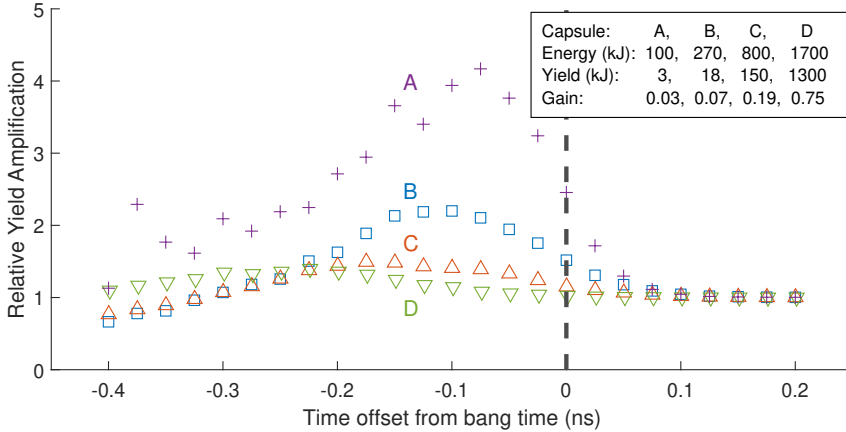 5
4
3
2
1
0
Relative Yield Amplification
Capsule: A, B, C, D
Energy (kJ): 100, 270, 800, 1700
Yield (kJ): 3, 18, 150, 1300
Gain: 0.03, 0.07, 0.19, 0.75
A
B
C
D
-0.4 -0.3 -0.2 -0.1 0 0.1 0.2
Time offset from bang time (ns)